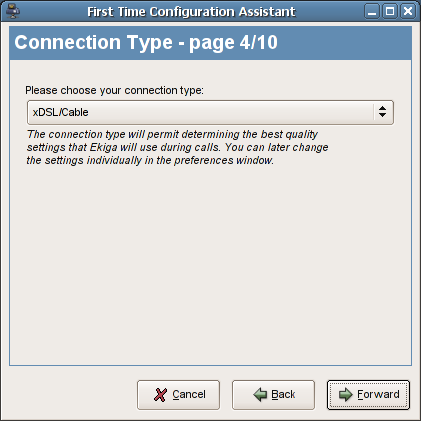 First Time Configuration Assistant
Connection Type - page 4/10
Please choose your connection type:
xDSL/Cable
The connection type will permit determining the best quality
settings that Ekiga will use during calls. You can later change
the settings individually in the preferences window.
Cancel
Back
Forward